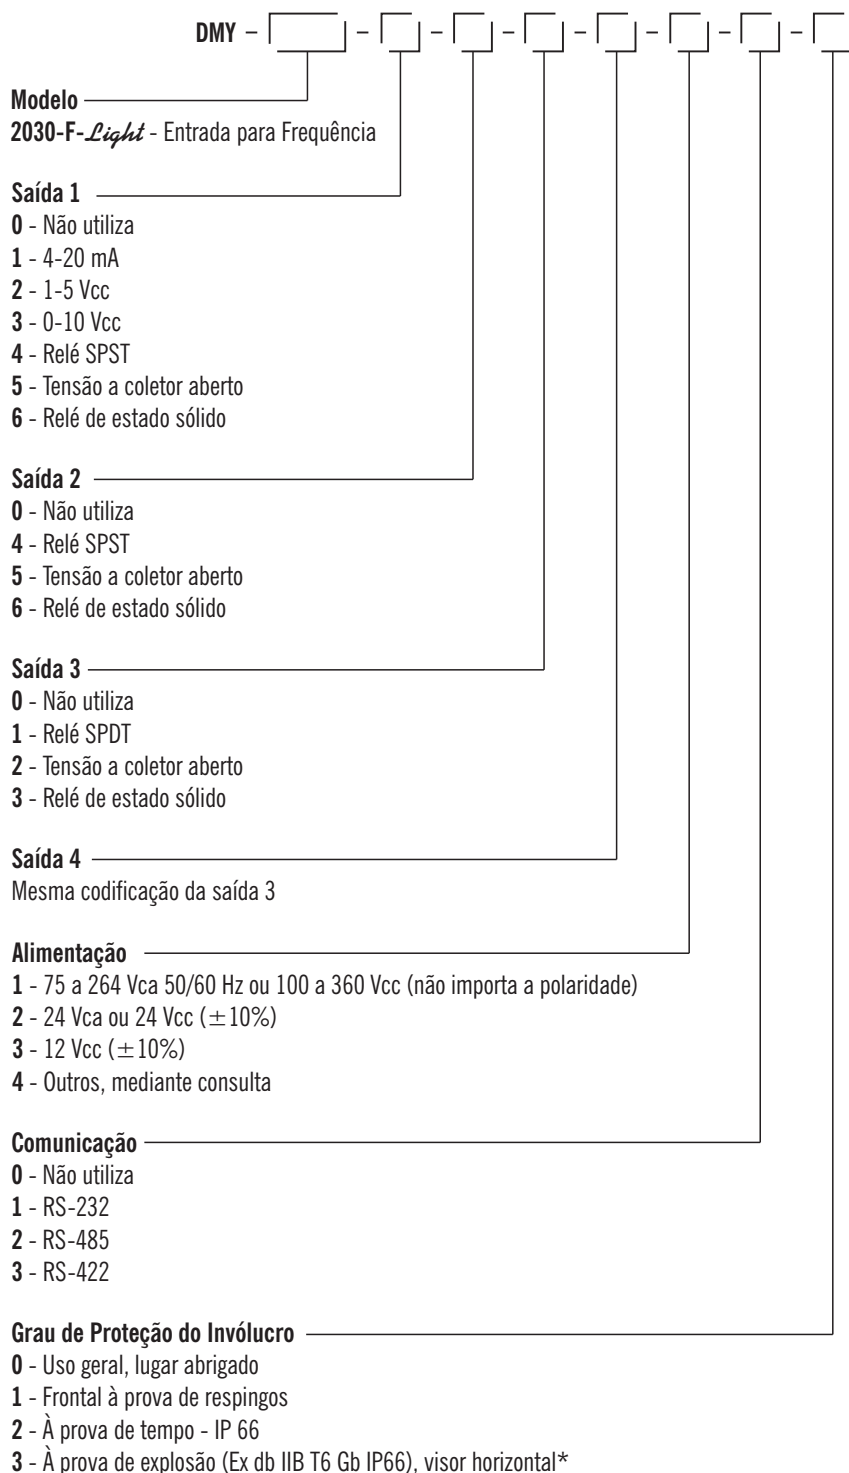 DMY – – – – – – – –
Modelo
2030-F-Light - Entrada para Frequência
Saída 1
0 - Não utiliza
1 - 4-20 mA
2 - 1-5 Vcc
3 - 0-10 Vcc
4 - Relé SPST
5 - Tensão a coletor aberto
6 - Relé de estado sólido
Saída 2
0 - Não utiliza
4 - Relé SPST
5 - Tensão a coletor aberto
6 - Relé de estado sólido
Saída 3
0 - Não utiliza
1 - Relé SPDT
2 - Tensão a coletor aberto
3 - Relé de estado sólido
Saída 4
Mesma codificação da saída 3
Alimentação
1 - 75 a 264 Vca 50/60 Hz ou 100 a 360 Vcc (não importa a polaridade)
2 - 24 Vca ou 24 Vcc (±10%)
3 - 12 Vcc (±10%)
4 - Outros, mediante consulta
Comunicação
0 - Não utiliza
1 - RS-232
2 - RS-485
3 - RS-422
Grau de Proteção do Invólucro
0 - Uso geral, lugar abrigado
1 - Frontal à prova de respingos
2 - À prova de tempo - IP 66
3 - À prova de explosão (Ex db IIB T6 Gb IP66), visor horizontal*